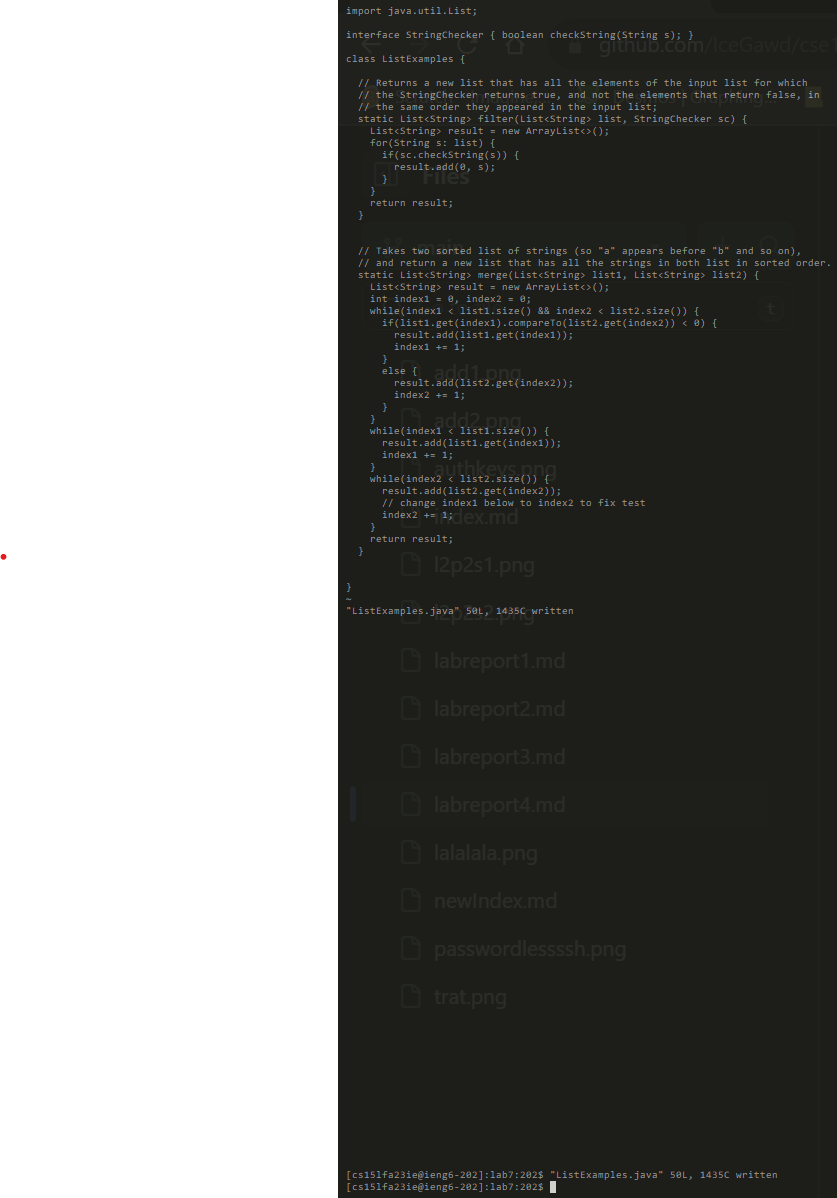 import java.util.List;
interface StringChecker { boolean checkString(String s); }
github.com/IceGawd/cse1
class ListExamples {
// Returns a new list that has all the elements of the input list for which
// the StringChecker returns true, and not the elements that return false, in
// the same order they appeared in the input list;
static List<String> filter(List<String> list, StringChecker sc) {
List<String> result = new ArrayList<>();
for(String s: list) {
if(sc.checkString(s)) {
result.add(0, s);
Files
}
}
return result;
}
main
// Takes two sorted list of strings (so "a" appears before "b" and so on),
// and return a new list that has all the strings in both list in sorted order.
static List<String> merge(List<String> list1, List<String> list2) {
List<String> result = new ArrayList<>();
int index1 = 0, index2 = 0;
while(index1 < list1.size() && index2 < list2.size()) {
t
if(list1.get(index1).compareTo(list2.get(index2)) < 0) {
result.add(list1.get(index1));
index1 += 1;
}
else {
add1.png
result.add(list2.get(index2));
index2 += 1;
}
}
add2.png
while(index1 < list1.size()) {
result.add(list1.get(index1));
index1 += 1;
}
authkeys.png
while(index2 < list2.size()) {
result.add(list2.get(index2));
// change index1 below to index2 to fix test
index2 += 1;
index.md
}
return result;
}
l2p2s1.png
}
~
"ListExamples.java" 50L, 1435C written
l2p2s2.png
labreport1.md
labreport2.md
labreport3.md
labreport4.md
lalalala.png
newIndex.md
passwordlessssh.png
trat.png
[cs15lfa23ie@ieng6-202]:lab7:202$ "ListExamples.java" 50L, 1435C written
[cs15lfa23ie@ieng6-202]:lab7:202$